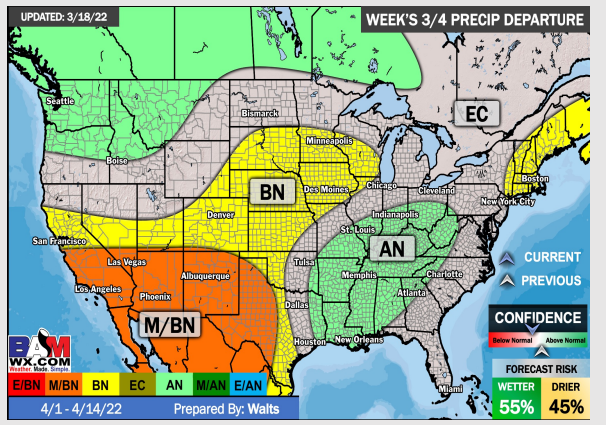 UPDATED: 3/18/22
WEEK'S 3/4 PRECIP DEPARTURE
Seattle
Bismarck
EC
Minneapolis
Boise
Boston
BN
Des Moines
Chicago
Cleveland
New York City
Denver
Indianapolis
San Francisco
St. Louis
AN
CURRENT
Las Vegas
Tulsa
Albuquerque
Memphis
Charlotte
PREVIOUS
Los Angeles
Phoenix
Atlanta
Dallas
M/BN
CONFIDENCE
Houston
New Orleans
Below Normal
Above Normal
BAM
WX.COM
Weather. Made. Simple.
FORECAST RISK
E/BN M/BN BN EC AN M/AN E/AN
Miami
WETTER DRIER
55% 45%
4/1 - 4/14/22 Prepared By: Walts